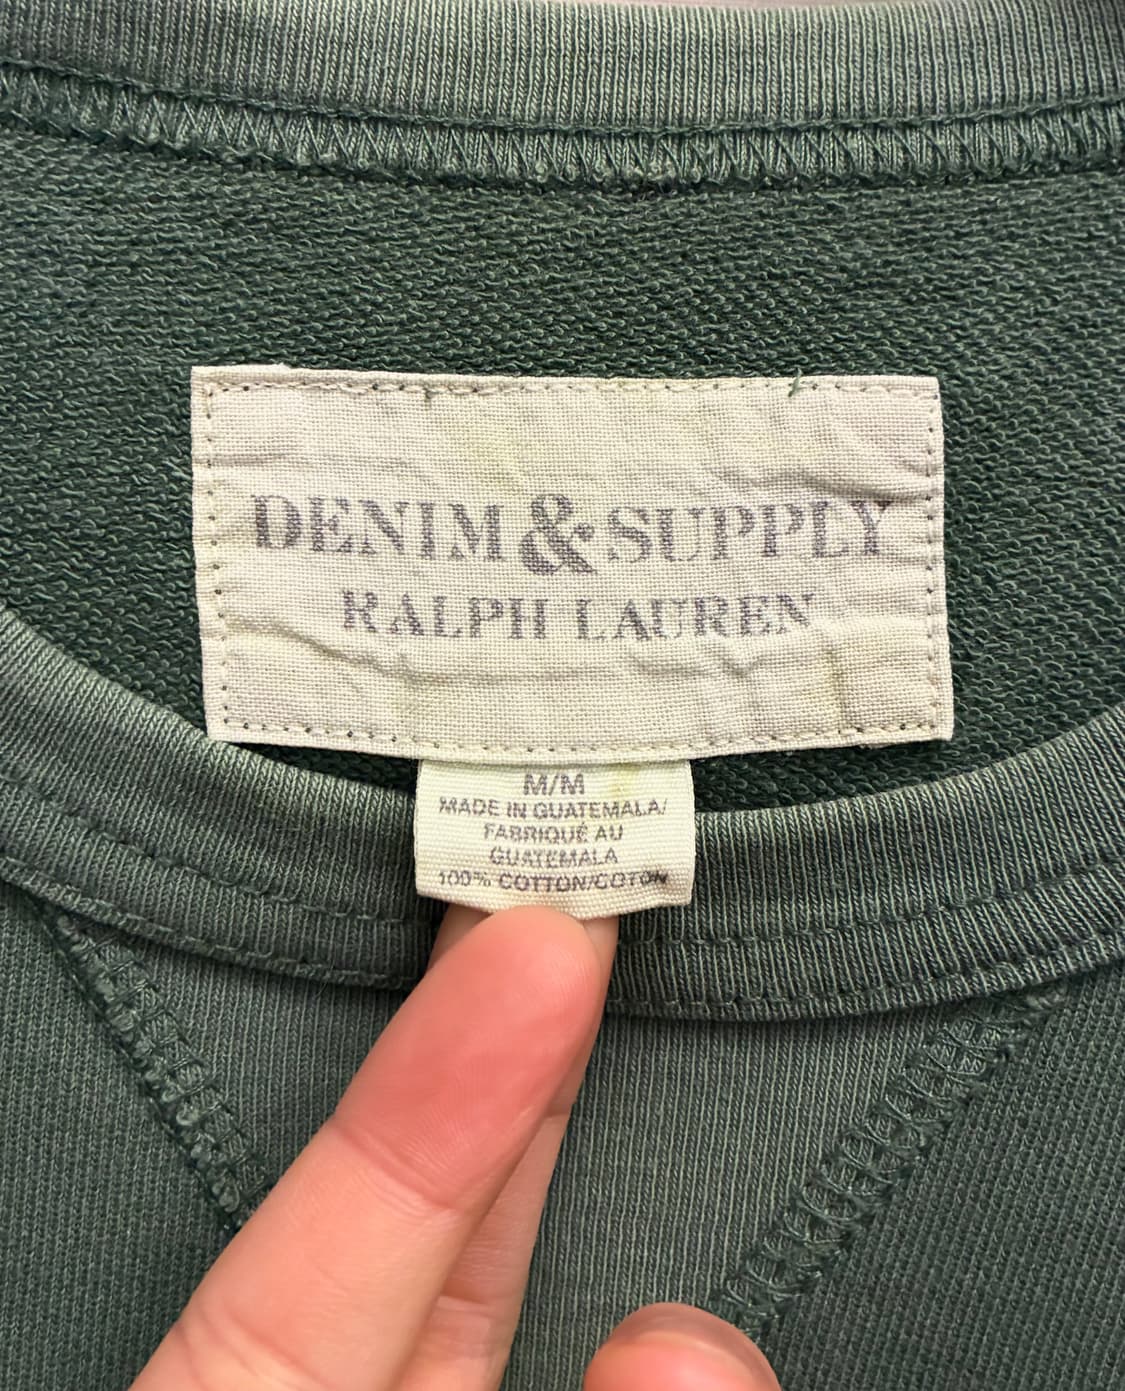 DENIM & SUPPLY
RALPH LAUREN
M/M
MADE IN GUATEMALA/
FABRIQUÉ AU
GUATEMALA
100% COTTON/COTON